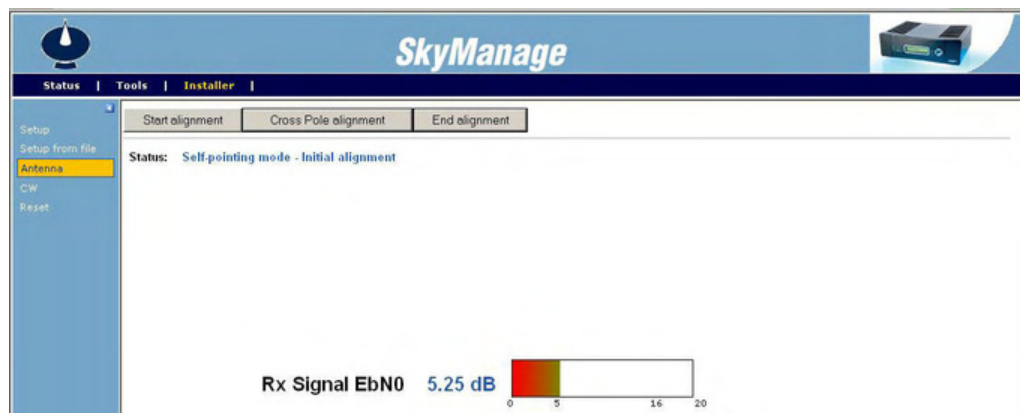 SkyManage
Status | Tools | Installer |
Setup
Setup from file
Antenna
CW
Reset
Start alignment Cross Pole alignment End alignment
Status: Self-pointing mode - Initial alignment
Rx Signal EbN0 5.25 dB
0 5 16 20